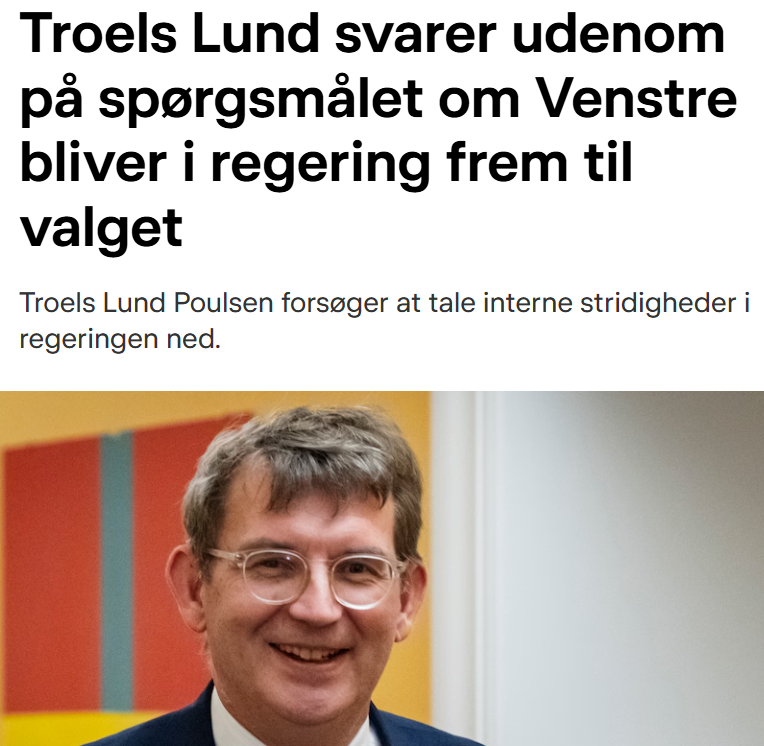 Troels Lund svarer udenom
på spørgsmålet om Venstre
bliver i regering frem til
valget
Troels Lund Poulsen forsøger at tale interne stridigheder i
regeringen ned.